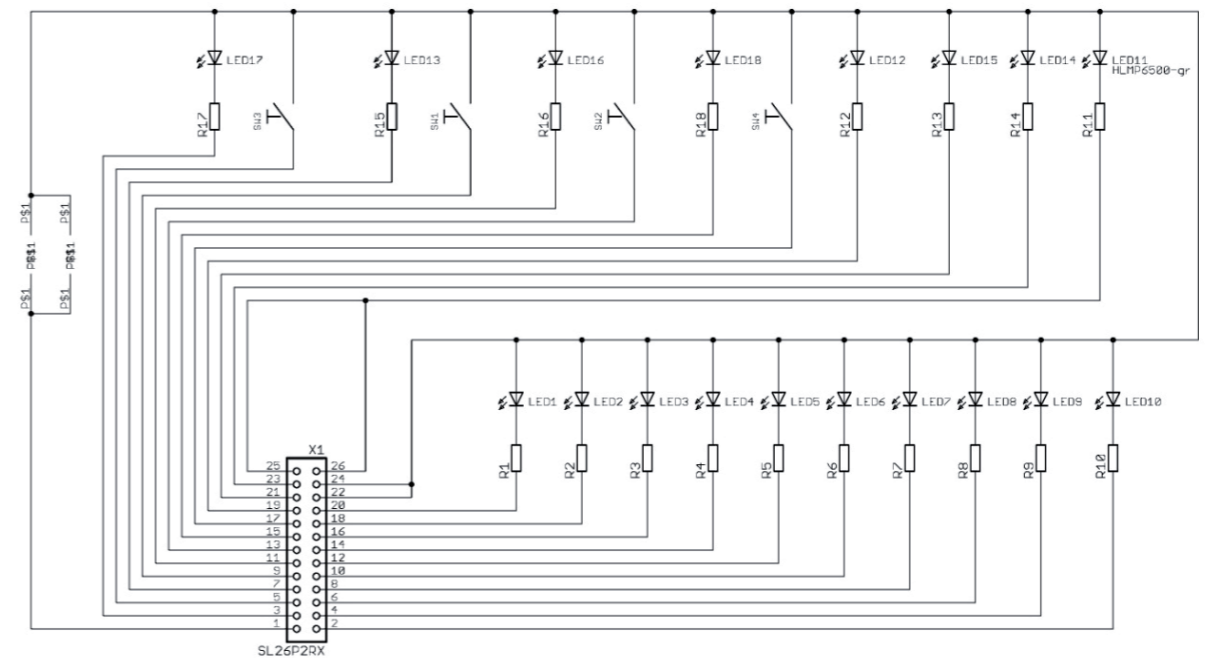 LED17
LED13
LED16
LED18
LED12
LED15
LED14
LED11
HLMP6500-gr
R17
SW3
R15
SW1
R16
SW2
R18
SW4
R12
R13
R14
R11
P$1
P$1
P$1
P$1
LED1
LED2
LED3
LED4
LED5
LED6
LED7
LED8
LED9
LED10
R1
R2
R3
R4
R5
R6
R7
R8
R9
R10
X1
25 26
23 24
21 22
19 20
17 18
15 16
13 14
11 12
9 10
7 8
5 6
3 4
1 2
SL26P2RX